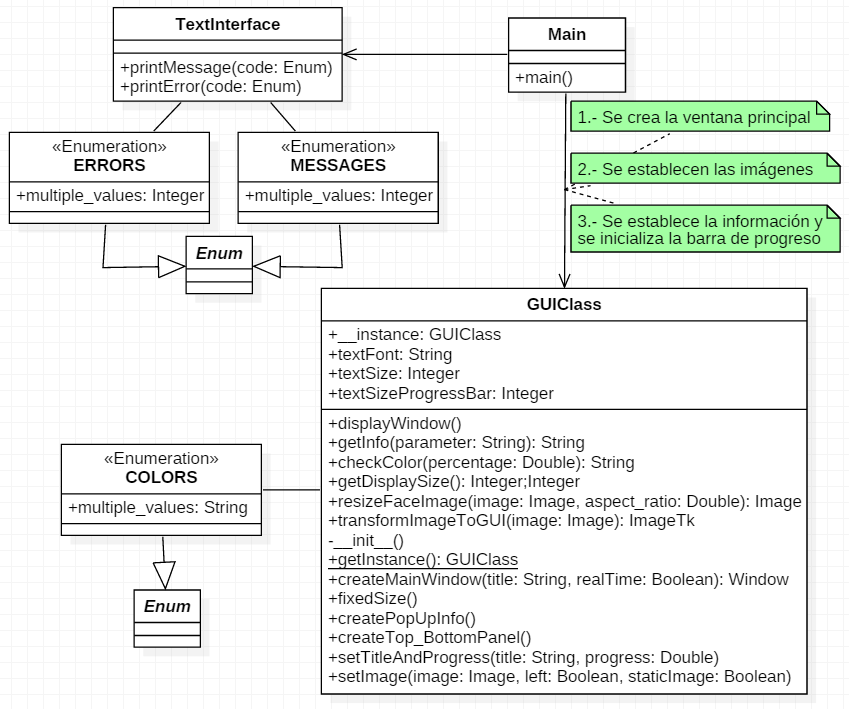 TextInterface
+printMessage(code: Enum)
+printError(code: Enum)
Main
+main()
1.- Se crea la ventana principal
2.- Se establecen las imágenes
3.- Se establece la información y
se inicializa la barra de progreso
«Enumeration»
ERRORS
+multiple_values: Integer
«Enumeration»
MESSAGES
+multiple_values: Integer
Enum
GUIClass
+__instance: GUIClass
+textFont: String
+textSize: Integer
+textSizeProgressBar: Integer
+displayWindow()
+getInfo(parameter: String): String
+checkColor(percentage: Double): String
+getDisplaySize(): Integer;Integer
+resizeFaceImage(image: Image, aspect_ratio: Double): Image
+transformImageToGUI(image: Image): ImageTk
-__init__()
+getInstance(): GUIClass
+createMainWindow(title: String, realTime: Boolean): Window
+fixedSize()
+createPopUpInfo()
+createTop_BottomPanel()
+setTitleAndProgress(title: String, progress: Double)
+setImage(image: Image, left: Boolean, staticImage: Boolean)
«Enumeration»
COLORS
+multiple_values: String
Enum